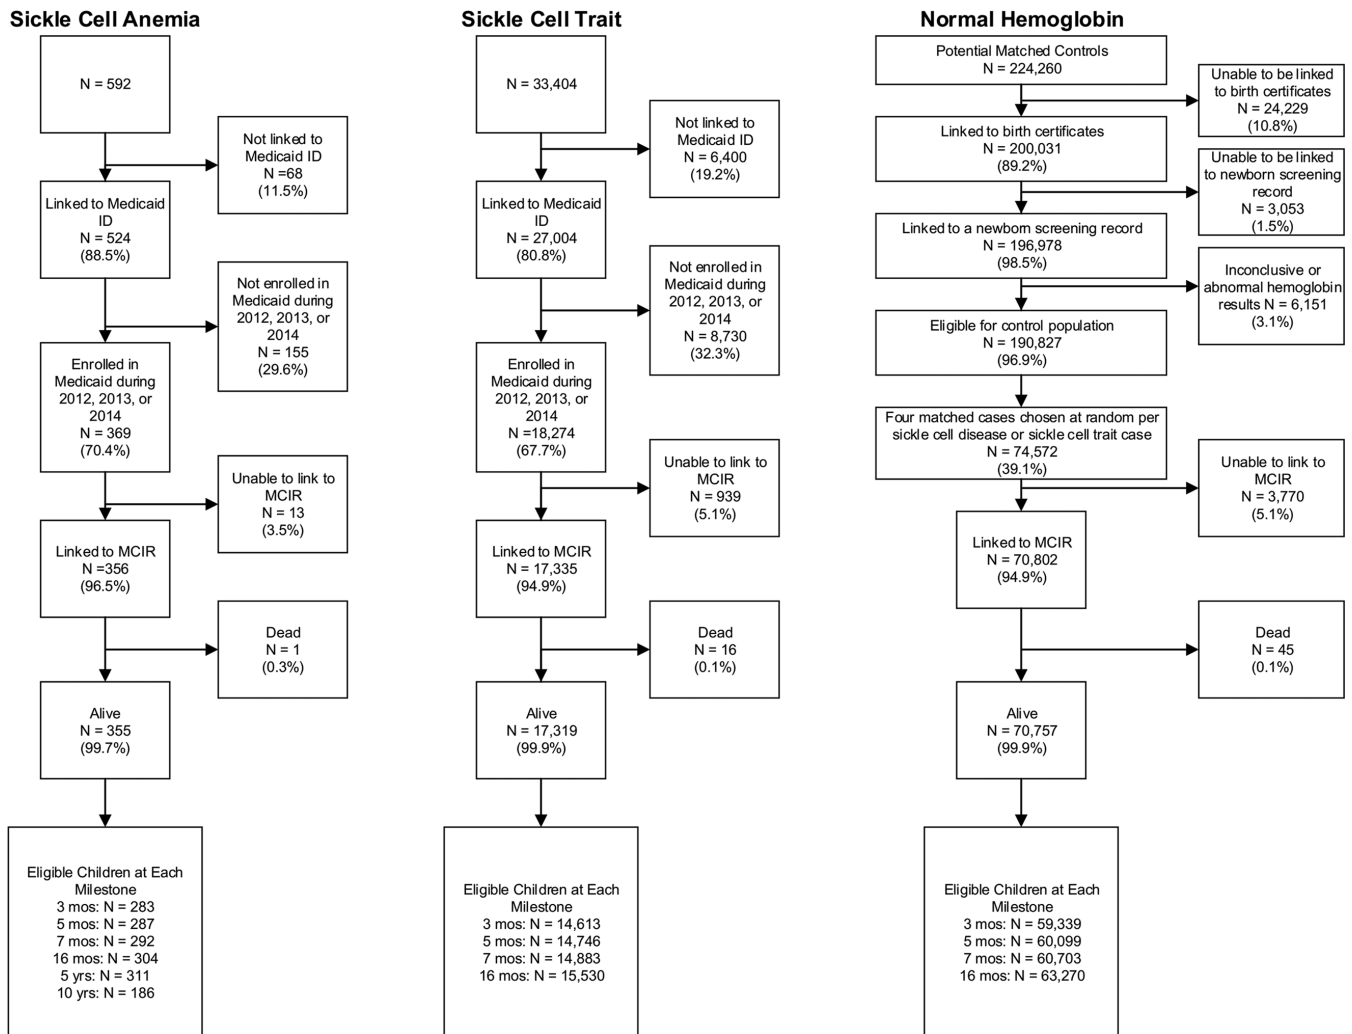 Sickle Cell Anemia
N = 592
Not linked to
Medicaid ID
N =68
(11.5%)
Linked to Medicaid
ID
N = 524
(88.5%)
Not enrolled in
Medicaid during
2012, 2013, or
2014
N = 155
(29.6%)
Enrolled in
Medicaid during
2012, 2013, or
2014
N = 369
(70.4%)
Unable to link to
MCIR
N = 13
(3.5%)
Linked to MCIR
N =356
(96.5%)
Dead
N = 1
(0.3%)
Alive
N = 355
(99.7%)
Eligible Children at Each
Milestone
3 mos: N = 283
5 mos: N = 287
7 mos: N = 292
16 mos: N = 304
5 yrs: N = 311
10 yrs: N = 186
Sickle Cell Trait
N = 33,404
Not linked to
Medicaid ID
N = 6,400
(19.2%)
Linked to Medicaid
ID
N = 27,004
(80.8%)
Not enrolled in
Medicaid during
2012, 2013, or
2014
N = 8,730
(32.3%)
Enrolled in
Medicaid during
2012, 2013, or
2014
N =18,274
(67.7%)
Unable to link to
MCIR
N = 939
(5.1%)
Linked to MCIR
N = 17,335
(94.9%)
Dead
N = 16
(0.1%)
Alive
N = 17,319
(99.9%)
Eligible Children at Each
Milestone
3 mos: N = 14,613
5 mos: N = 14,746
7 mos: N = 14,883
16 mos: N = 15,530
Normal Hemoglobin
Potential Matched Controls
N = 224,260
Unable to be linked
to birth certificates
N = 24,229
(10.8%)
Linked to birth certificates
N = 200,031
(89.2%)
Unable to be linked
to newborn screening
record
N = 3,053
(1.5%)
Linked to a newborn screening record
N = 196,978
(98.5%)
Inconclusive or
abnormal hemoglobin
results N = 6,151
(3.1%)
Eligible for control population
N = 190,827
(96.9%)
Four matched cases chosen at random per
sickle cell disease or sickle cell trait case
N = 74,572
(39.1%)
Unable to link to
MCIR
N = 3,770
(5.1%)
Linked to MCIR
N = 70,802
(94.9%)
Dead
N = 45
(0.1%)
Alive
N = 70,757
(99.9%)
Eligible Children at Each
Milestone
3 mos: N = 59,339
5 mos: N = 60,099
7 mos: N = 60,703
16 mos: N = 63,270